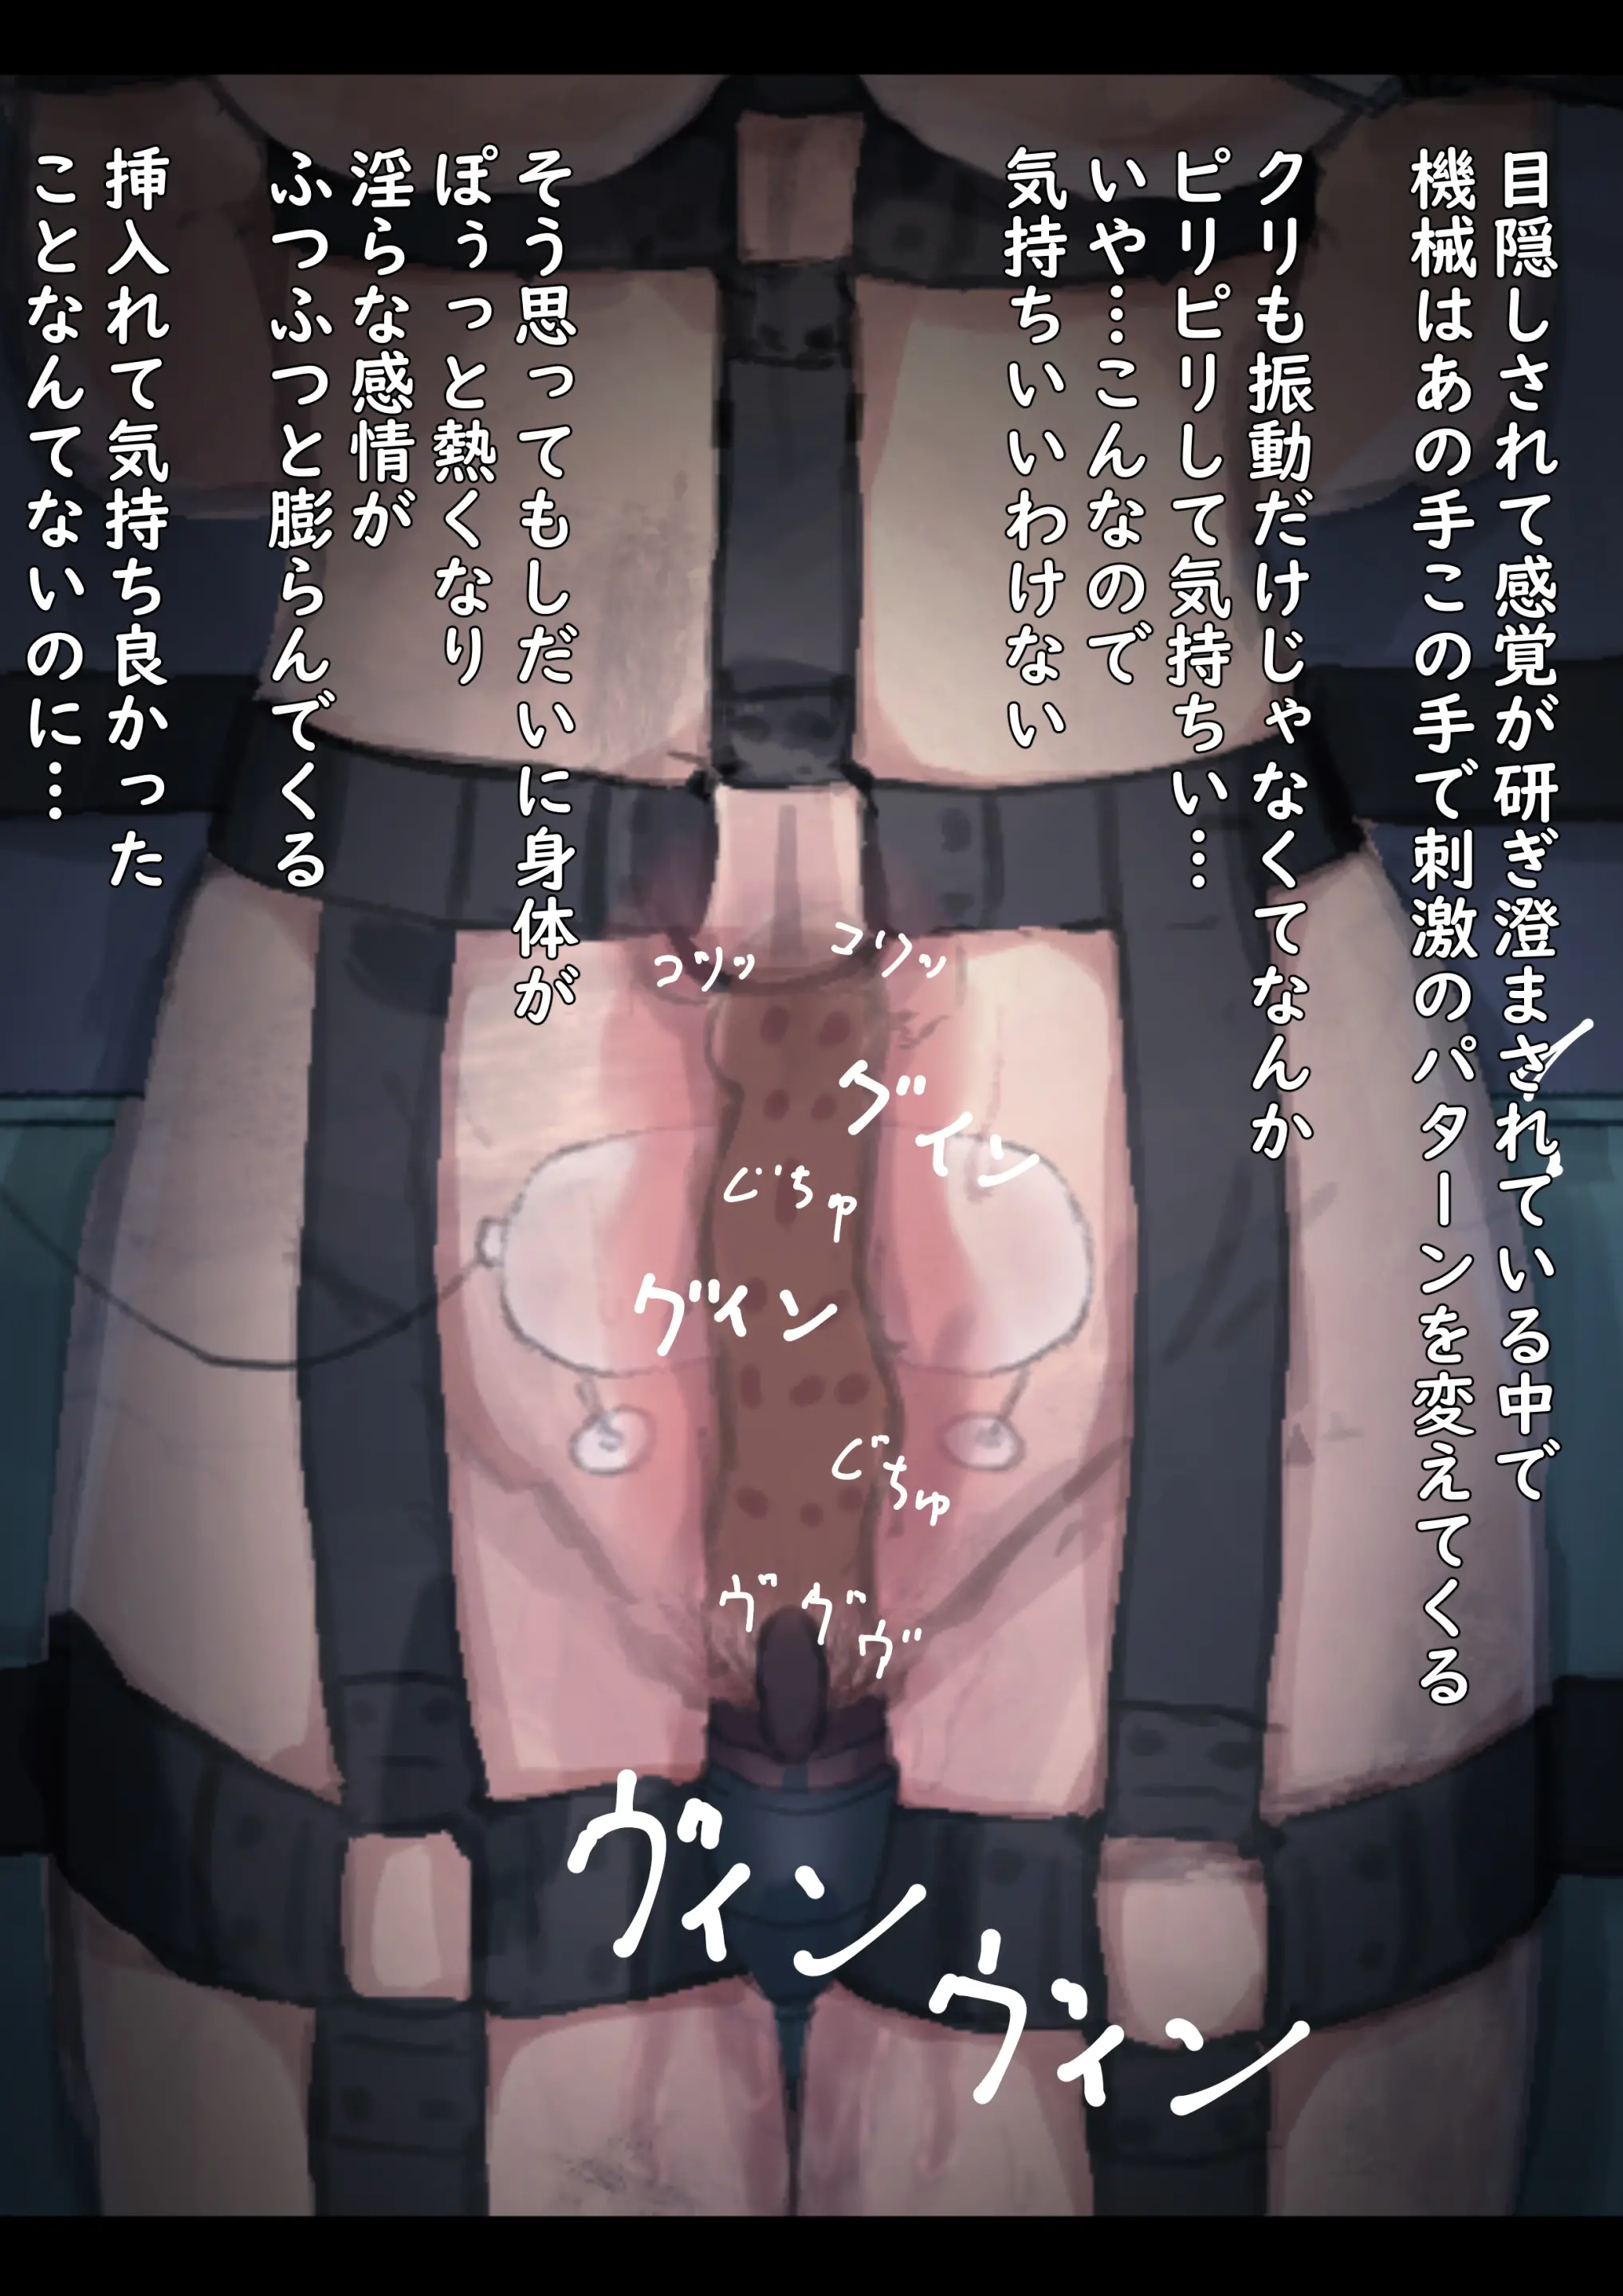 目隠しされて感覚が研ぎ澄まされている中で
機械はあの手この手で刺激のパターンを変えてくる
クリも振動だけじゃなくてなんか
ピリピリして気持ちい…
いや…こんなので
気持ちいいわけない
そう思ってもしだいに身体が
ぽぅっと熱くなり
淫らな感情が
ふつふつと膨らんでくる
挿入れて気持ち良かった
ことなんてないのに…
コリッ
コリッ
グイン
ぐちゅ
グイン
ぐちゅ
ヴヴヴ
ヴィン
ヴィン